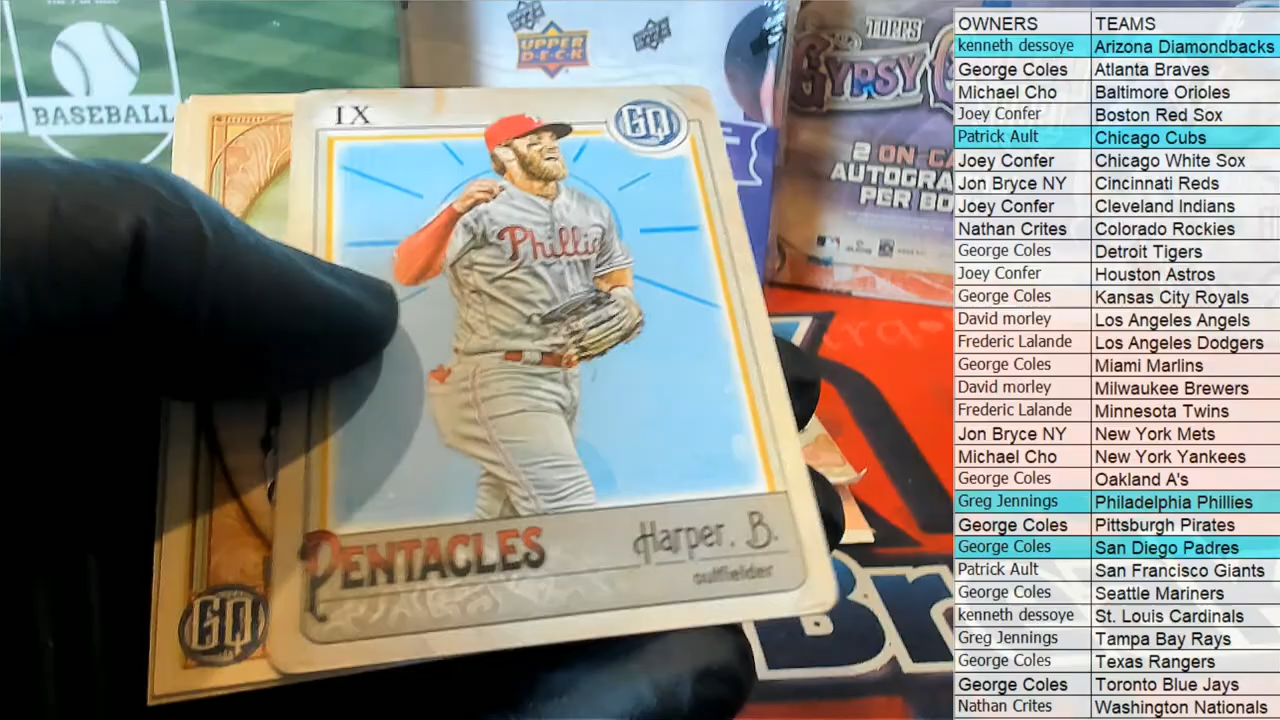 BASEBALL
UPPER
DECK
TOPPS
GYPSY
2 ON-CA
AUTOGRA
PER BO
IX
GQ
Phillie
PENTACLES
Harper. B.
outfielder
GQ
Br
OWNERS TEAMS
kenneth dessoye Arizona Diamondbacks
George Coles Atlanta Braves
Michael Cho Baltimore Orioles
Joey Confer Boston Red Sox
Patrick Ault Chicago Cubs
Joey Confer Chicago White Sox
Jon Bryce NY Cincinnati Reds
Joey Confer Cleveland Indians
Nathan Crites Colorado Rockies
George Coles Detroit Tigers
Joey Confer Houston Astros
George Coles Kansas City Royals
David morley Los Angeles Angels
Frederic Lalande Los Angeles Dodgers
George Coles Miami Marlins
David morley Milwaukee Brewers
Frederic Lalande Minnesota Twins
Jon Bryce NY New York Mets
Michael Cho New York Yankees
George Coles Oakland A's
Greg Jennings Philadelphia Phillies
George Coles Pittsburgh Pirates
George Coles San Diego Padres
Patrick Ault San Francisco Giants
George Coles Seattle Mariners
kenneth dessoye St. Louis Cardinals
Greg Jennings Tampa Bay Rays
George Coles Texas Rangers
George Coles Toronto Blue Jays
Nathan Crites Washington Nationals